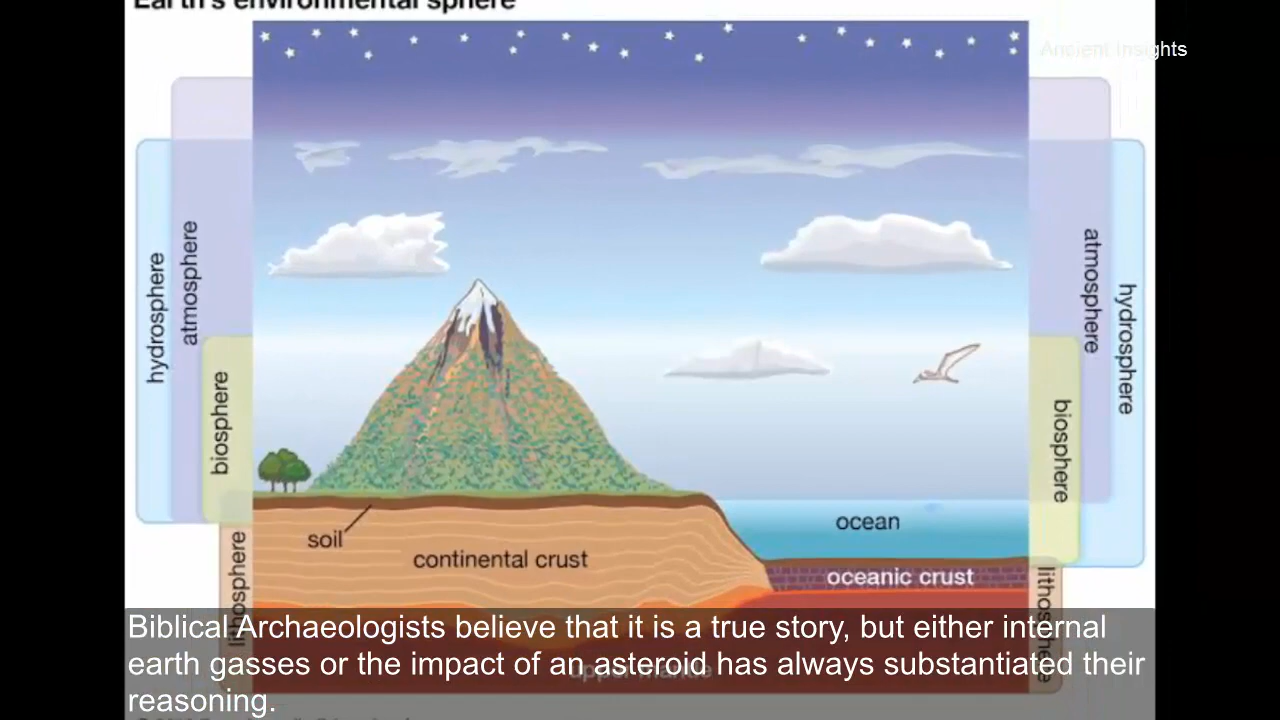 Earth's environmental sphere
Ancient Insights
hydrosphere
atmosphere
biosphere
lithosphere
atmosphere
hydrosphere
biosphere
lithosphere
soil
continental crust
ocean
oceanic crust
upper mantle
Biblical Archaeologists believe that it is a true story, but either internal
earth gasses or the impact of an asteroid has always substantiated their
reasoning.